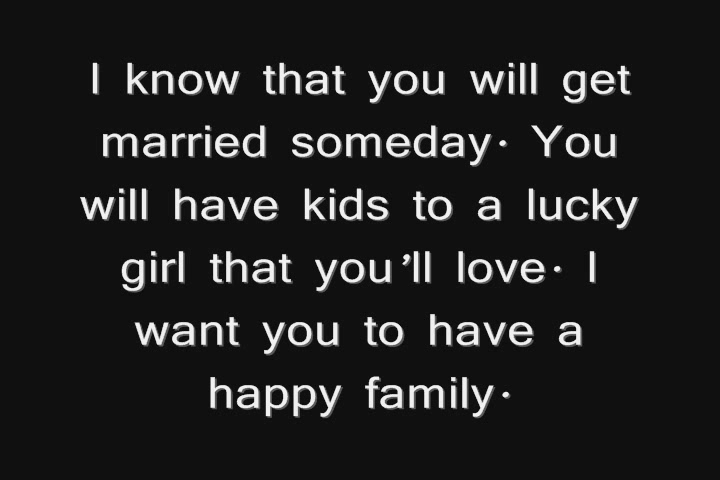 I know that you will get
married someday. You
will have kids to a lucky
girl that you'll love. I
want you to have a
happy family.